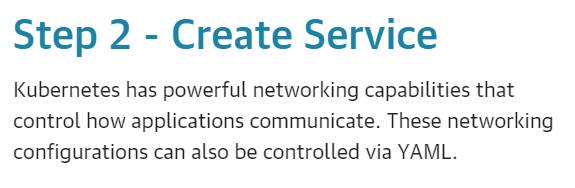 Step 2 - Create Service
Kubernetes has powerful networking capabilities that
control how applications communicate. These networking
configurations can also be controlled via YAML.